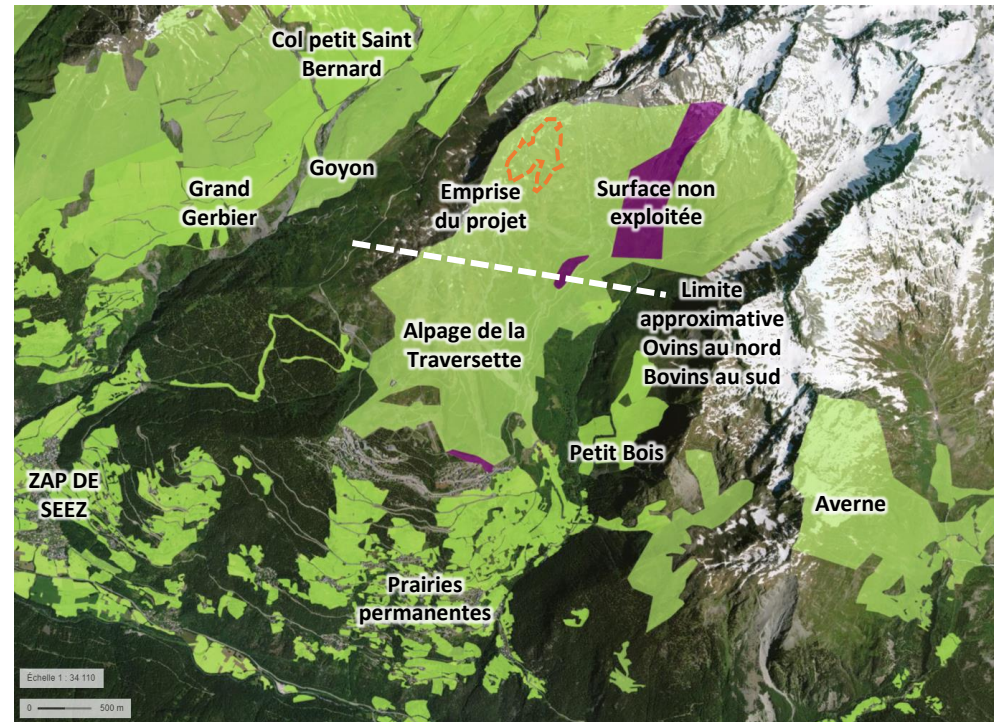 Col petit Saint
Bernard
Goyon
Grand
Gerbier
Emprise
du projet
Surface non
exploitée
Limite
approximative
Ovins au nord
Bovins au sud
Alpage de la
Traversette
Petit Bois
ZAP DE
SEEZ
Averne
Prairies
permanentes
Échelle 1 : 34 110
0 500 m